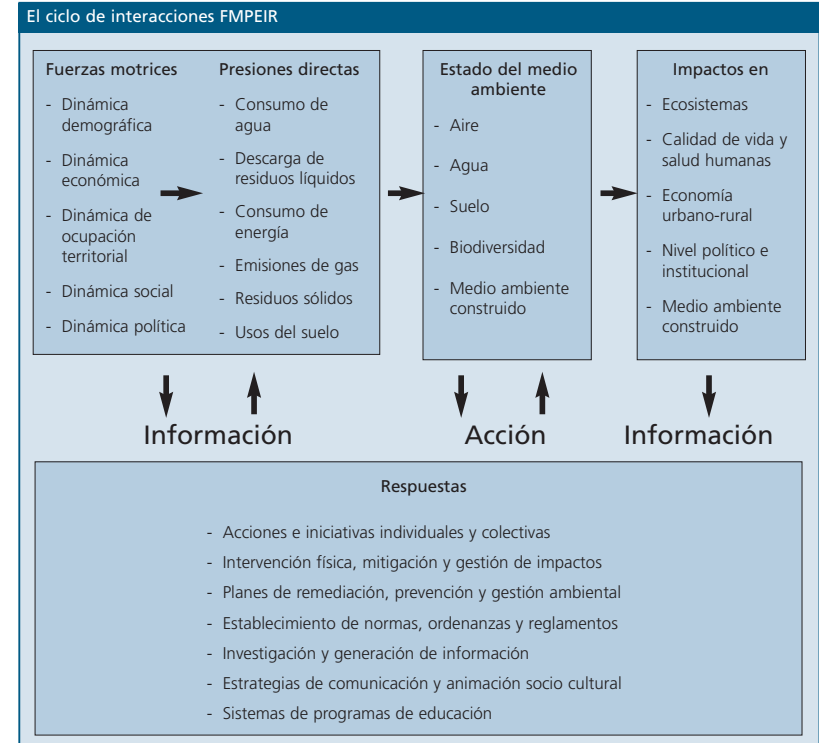 El ciclo de interacciones FMPEIR
Fuerzas motrices
- Dinámica
demográfica
- Dinámica
económica
- Dinámica de
ocupación
territorial
- Dinámica social
- Dinámica política
Presiones directas
- Consumo de
agua
- Descarga de
residuos líquidos
- Consumo de
energía
- Emisiones de gas
- Residuos sólidos
- Usos del suelo
Estado del medio
ambiente
- Aire
- Agua
- Suelo
- Biodiversidad
- Medio ambiente
construido
Impactos en
- Ecosistemas
- Calidad de vida y
salud humanas
- Economía
urbano-rural
- Nivel político e
institucional
- Medio ambiente
construido
Información
Acción
Información
Respuestas
- Acciones e iniciativas individuales y colectivas
- Intervención física, mitigación y gestión de impactos
- Planes de remediación, prevención y gestión ambiental
- Establecimiento de normas, ordenanzas y reglamentos
- Investigación y generación de información
- Estrategias de comunicación y animación socio cultural
- Sistemas de programas de educación